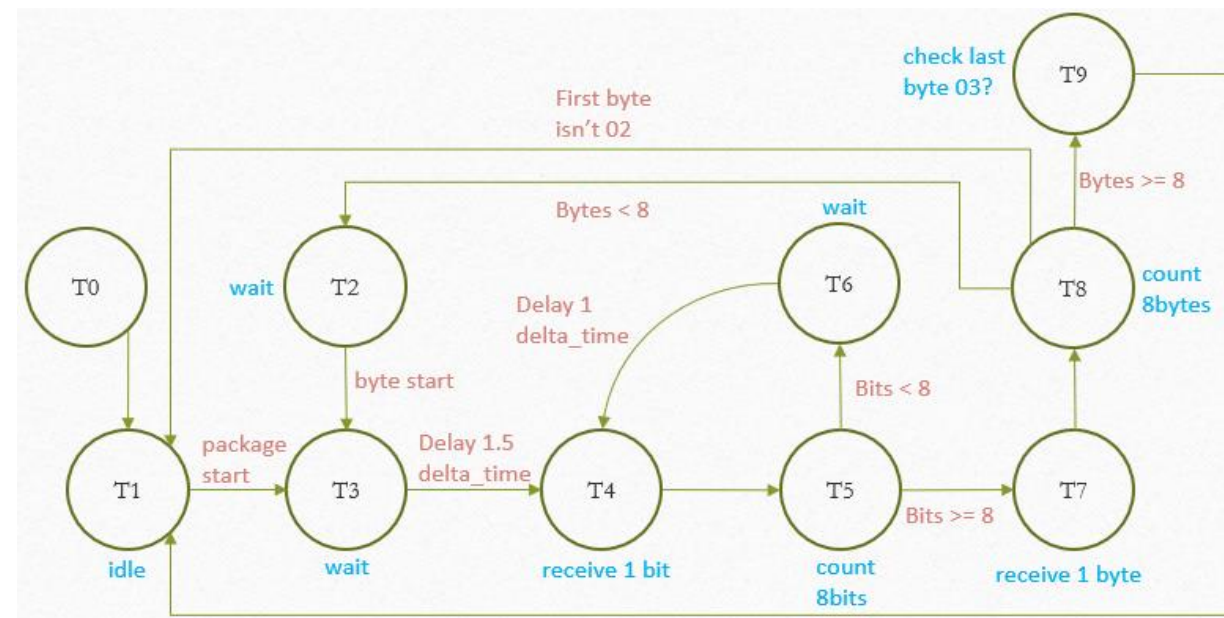 check last
byte 03?
T9
First byte
isn't 02
Bytes >= 8
Bytes < 8
wait
T0
wait
T2
T6
T8
count
8bytes
Delay 1
delta_time
byte start
Bits < 8
package
start
Delay 1.5
delta_time
T1
T3
T4
T5
Bits >= 8
T7
idle
wait
receive 1 bit
count
8bits
receive 1 byte